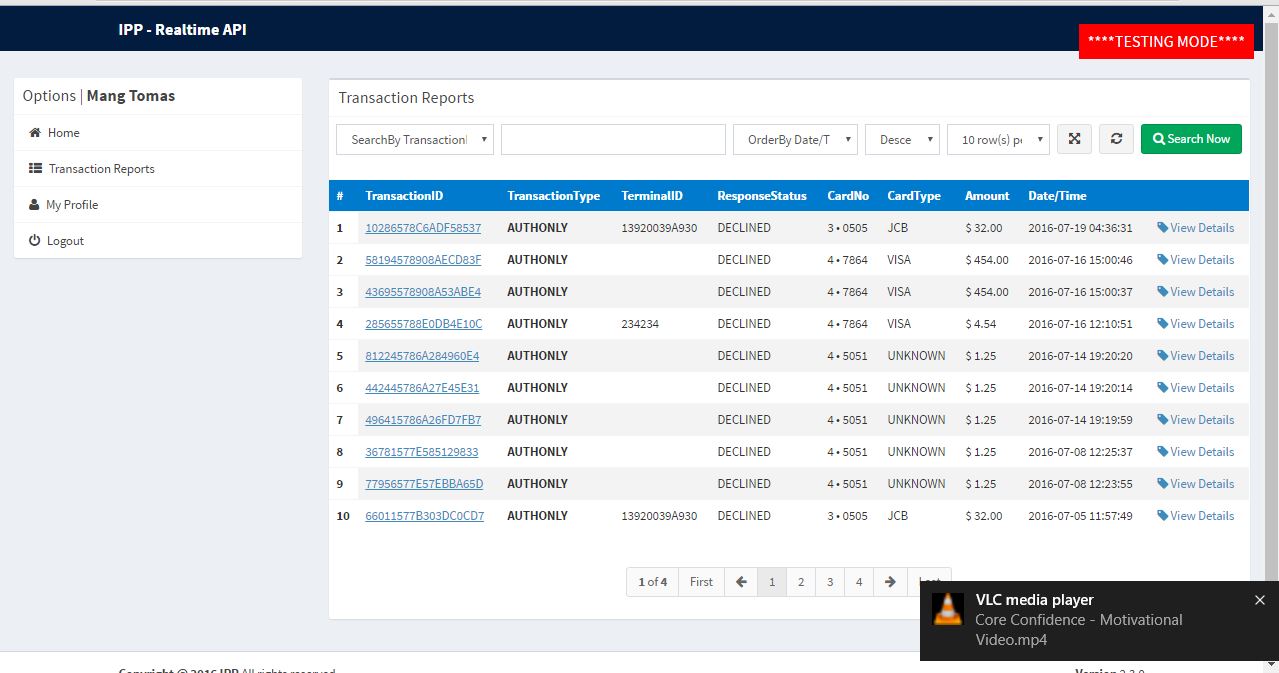 IPP - Realtime API
****TESTING MODE****
Options | Mang Tomas
Home
Transaction Reports
My Profile
Logout
Transaction Reports
SearchBy Transaction OrderBy Date/T Desce 10 row(s) Search Now
# TransactionID TransactionType TerminalID ResponseStatus CardNo CardType Amount Date/Time
1 10286578C6ADF58537 AUTHONLY 13920039A930 DECLINED 3 • 0505 JCB $ 32.00 2016-07-19 04:36:31 View Details
2 58194578908AECD83F AUTHONLY DECLINED 4 • 7864 VISA $ 454.00 2016-07-16 15:00:46 View Details
3 43695578908A53ABE4 AUTHONLY DECLINED 4 • 7864 VISA $ 454.00 2016-07-16 15:00:37 View Details
4 285655788E0DB4E10C AUTHONLY 234234 DECLINED 4 • 7864 VISA $ 4.54 2016-07-16 12:10:51 View Details
5 812245786A284960E4 AUTHONLY DECLINED 4 • 5051 UNKNOWN $ 1.25 2016-07-14 19:20:20 View Details
6 442445786A27E45E31 AUTHONLY DECLINED 4 • 5051 UNKNOWN $ 1.25 2016-07-14 19:20:14 View Details
7 496415786A26FD7FB7 AUTHONLY DECLINED 4 • 5051 UNKNOWN $ 1.25 2016-07-14 19:19:59 View Details
8 36781577E585129833 AUTHONLY DECLINED 4 • 5051 UNKNOWN $ 1.25 2016-07-08 12:25:37 View Details
9 77956577E57EBBA65D AUTHONLY DECLINED 4 • 5051 UNKNOWN $ 1.25 2016-07-08 12:23:55 View Details
10 66011577B303DC0CD7 AUTHONLY 13920039A930 DECLINED 3 • 0505 JCB $ 32.00 2016-07-05 11:57:49 View Details
1 of 4 First 1 2 3 4
VLC media player
Core Confidence - Motivational
Video.mp4
Copyright @ 2016 IPP All rights reserved
Version 2.3.0